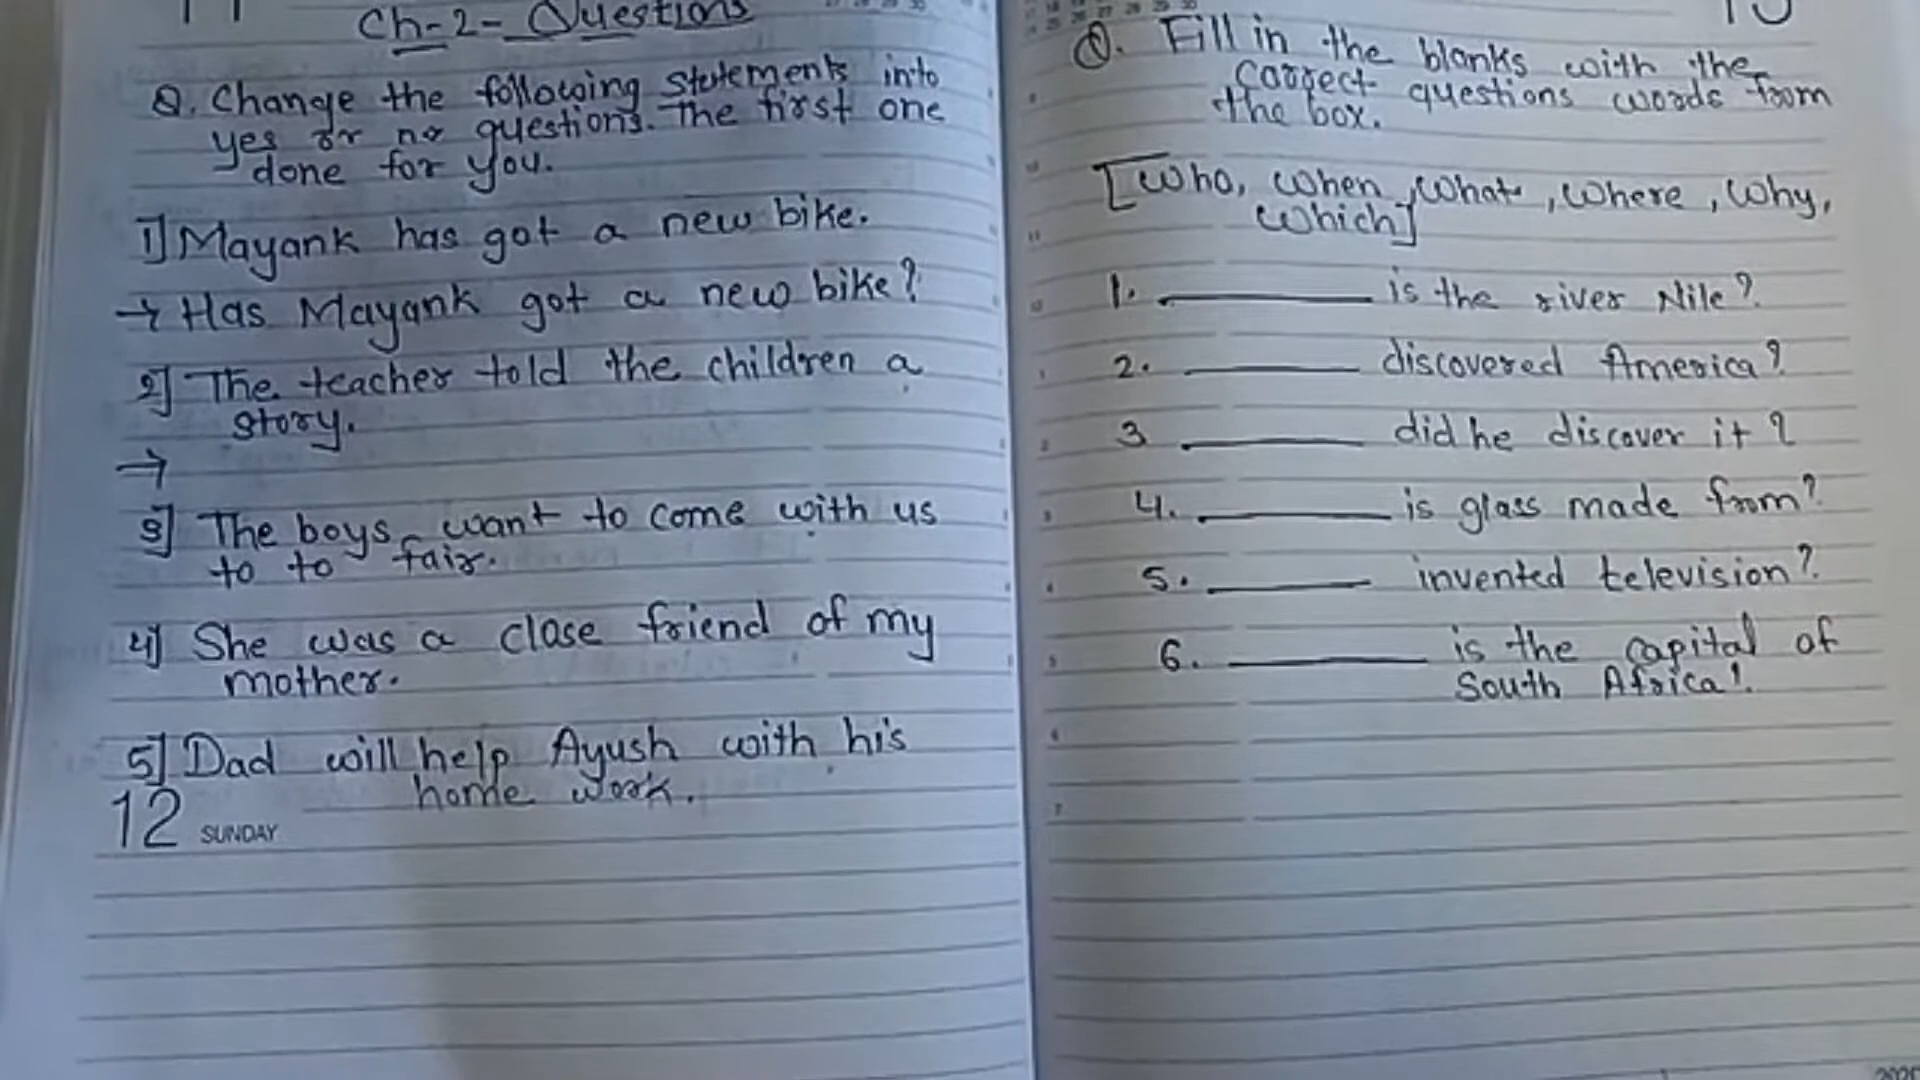 Ch-2- Questions
Q. Change the following statements into
yes or no questions. The first one
done for you.
1] Mayank has got a new bike.
→ Has Mayank got a new bike?
2] The teacher told the children a
story.
→
3] The boys want to come with us
to to fair.
4] She was a close friend of my
mother.
5] Dad will help Ayush with his
home work.
12 SUNDAY
Q. Fill in the blanks with the
correct questions words from
the box.
[Who, When, What, Where, Why,
Which]
1. ______ is the river Nile?
2. ______ discovered America?
3 ______ did he discover it?
4. ______ is glass made from?
5. ______ invented television?
6. ______ is the capital of
South Africa?.